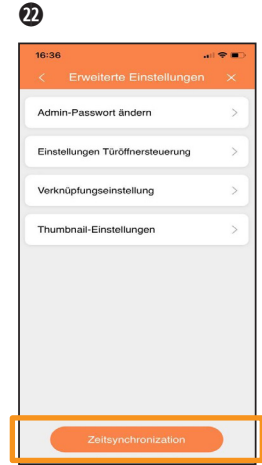 22
16:36
< Erweiterte Einstellungen ×
Admin-Passwort ändern >
Einstellungen Türöffnersteuerung >
Verknüpfungseinstellung >
Thumbnail-Einstellungen >
Zeitsynchronization